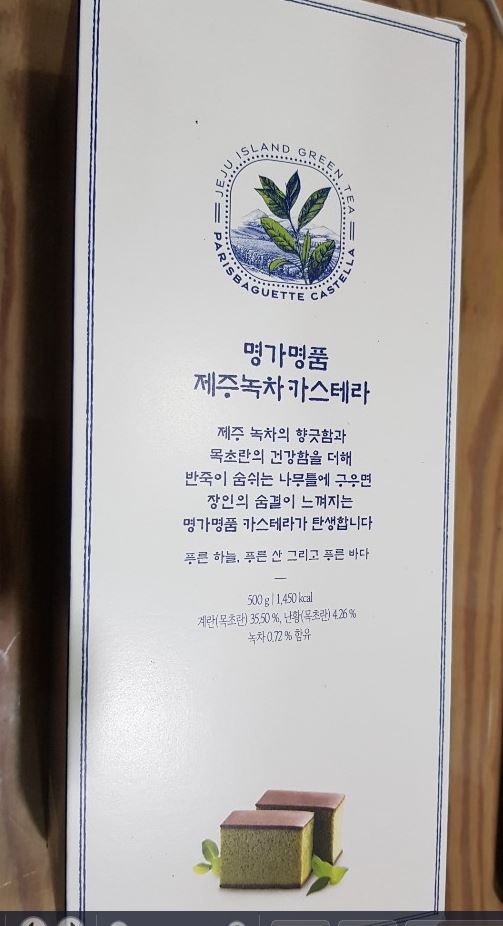 JEJU ISLAND GREEN TEA
PARISBAGUETTE CASTELLA
명가명품
제주녹차카스테라
제주 녹차의 향긋함과
목초란의 건강함을 더해
반죽이 숨쉬는 나무틀에 구우면
장인의 숨결이 느껴지는
명가명품 카스테라가 탄생합니다
푸른 하늘, 푸른 산 그리고 푸른 바다
500 g | 1,450 kcal
계란(목초란) 35.50 %, 난황(목초란) 4.26 %
녹차 0.72 % 함유